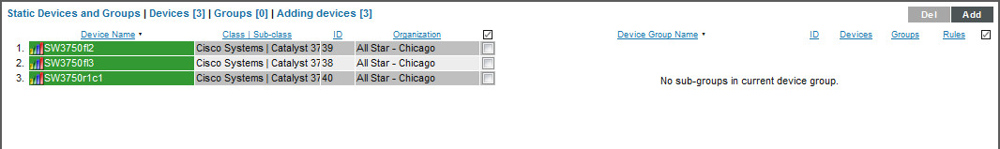 Static Devices and Groups | Devices [3] | Groups [0] | Adding devices [3]
Del Add
Device Name Class | Sub-class ID Organization Device Group Name ID Devices Groups Rules
1. SW3750fl2 Cisco Systems | Catalyst 37 39 All Star - Chicago
2. SW3750fl3 Cisco Systems | Catalyst 37 38 All Star - Chicago
3. SW3750r1c1 Cisco Systems | Catalyst 37 40 All Star - Chicago
No sub-groups in current device group.